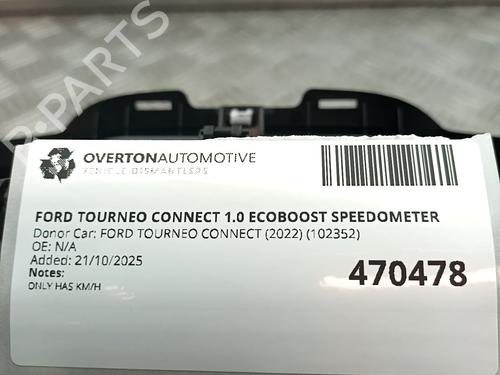 B-PARTS
OVERTONAUTOMOTIVE
VEHICLE DISMANTLERS
FORD TOURNEO CONNECT 1.0 ECOBOOST SPEEDOMETER
Donor Car: FORD TOURNEO CONNECT (2022) (102352)
OE: N/A
Added: 21/10/2025
Notes:
470478
ONLY HAS KM/H